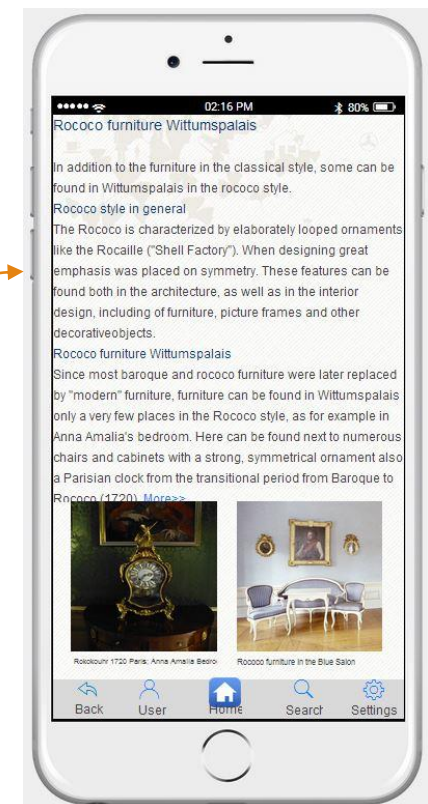 02:16 PM 80%
Rococo furniture Wittumspalais
In addition to the furniture in the classical style, some can be
found in Wittumspalais in the rococo style.
Rococo style in general
The Rococo is characterized by elaborately looped ornaments
like the Rocaille ("Shell Factory"). When designing great
emphasis was placed on symmetry. These features can be
found both in the architecture, as well as in the interior
design, including of furniture, picture frames and other
decorativeobjects.
Rococo furniture Wittumspalais
Since most baroque and rococo furniture were later replaced
by "modern" furniture, furniture can be found in Wittumspalais
only a very few places in the Rococo style, as for example in
Anna Amalia's bedroom. Here can be found next to numerous
chairs and cabinets with a strong, symmetrical ornament also
a Parisian clock from the transitional period from Baroque to
Rococo (1720). More>>
Rokokouhr 1720 Paris; Anna Amalia Bedro
Rococo furniture in the Blue Salon
Back User Home Search Settings